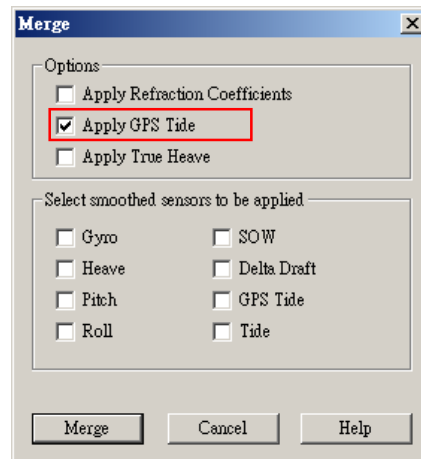 Merge
Options
Apply Refraction Coefficients
Apply GPS Tide
Apply True Heave
Select smoothed sensors to be applied
Gyro SOW
Heave Delta Draft
Pitch GPS Tide
Roll Tide
Merge Cancel Help